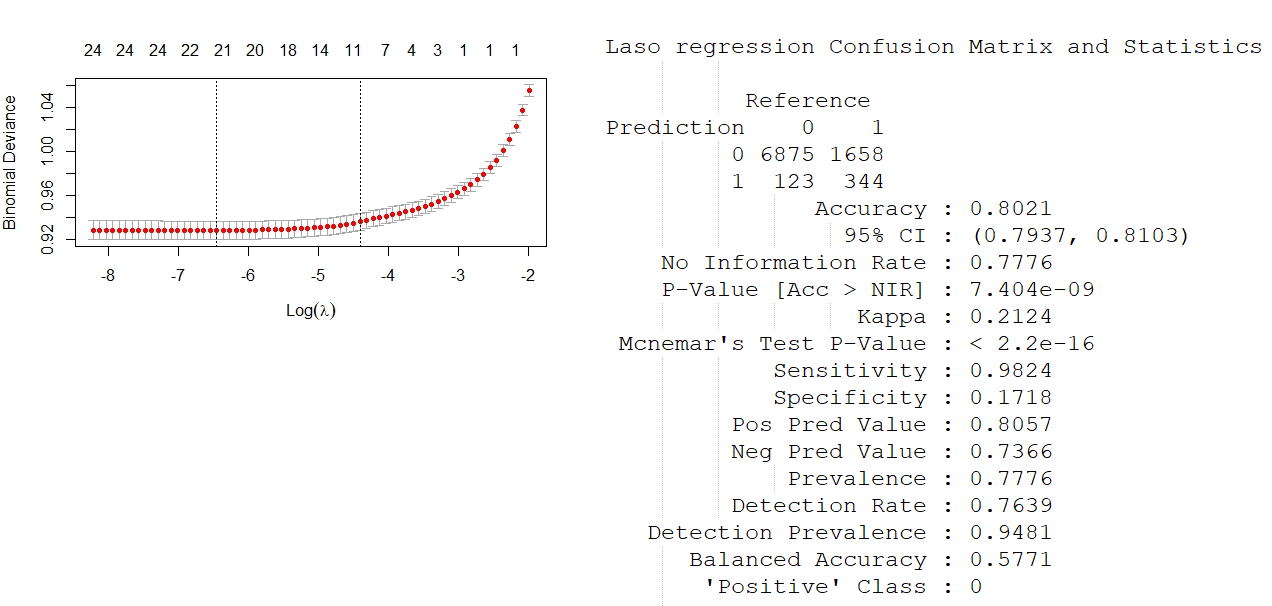 24 24 24 22 21 20 18 14 11 7 4 3 1 1 1
Binomial Deviance
1.04
1.00
0.96
0.92
-8 -7 -6 -5 -4 -3 -2
Log(λ)
Laso regression Confusion Matrix and Statistics
Reference
Prediction 0 1
0 6875 1658
1 123 344
Accuracy : 0.8021
95% CI : (0.7937, 0.8103)
No Information Rate : 0.7776
P-Value [Acc > NIR] : 7.404e-09
Kappa : 0.2124
Mcnemar's Test P-Value : < 2.2e-16
Sensitivity : 0.9824
Specificity : 0.1718
Pos Pred Value : 0.8057
Neg Pred Value : 0.7366
Prevalence : 0.7776
Detection Rate : 0.7639
Detection Prevalence : 0.9481
Balanced Accuracy : 0.5771
'Positive' Class : 0